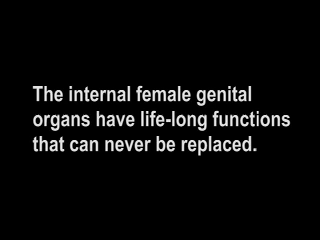 The internal female genital
organs have life-long functions
that can never be replaced.